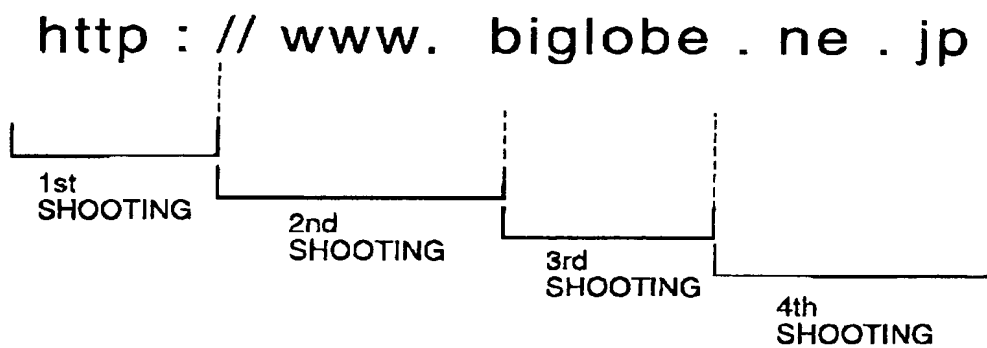 http : // www. biglobe . ne . jp
1st
SHOOTING
2nd
SHOOTING
3rd
SHOOTING
4th
SHOOTING